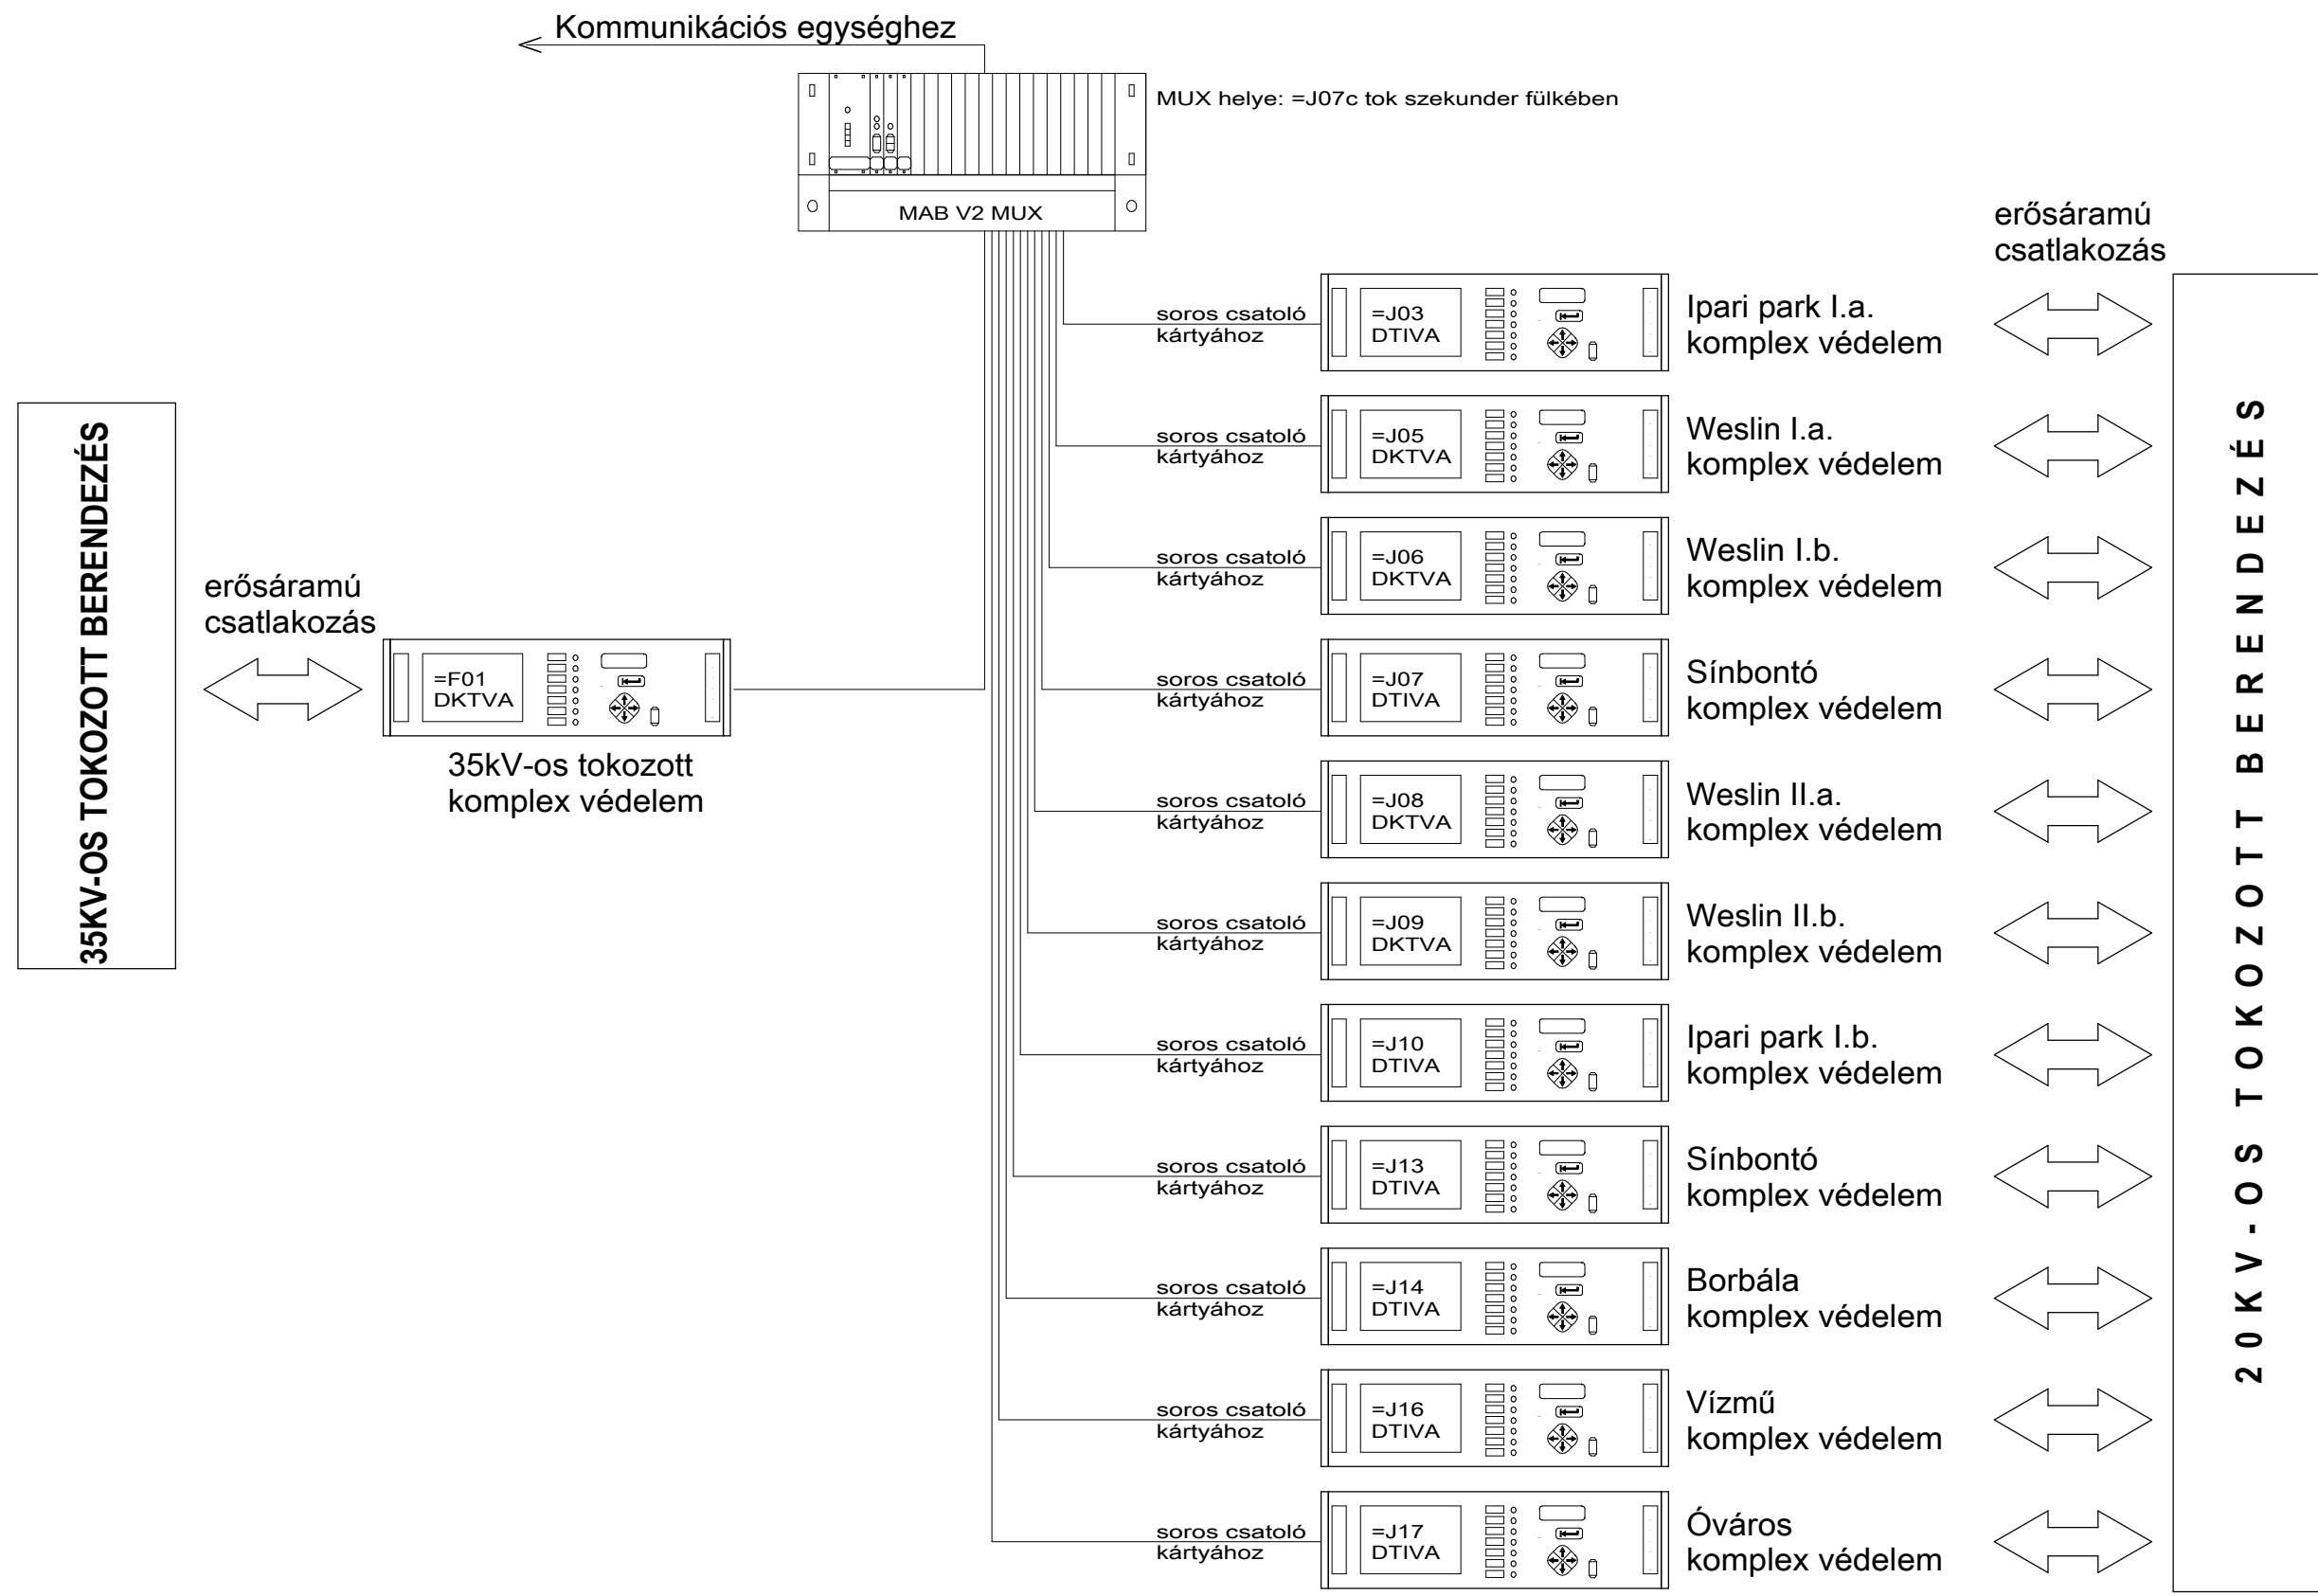 Kommunikációs egységhez
MUX helye: =J07c tok szekunder fülkében
MAB V2 MUX
erősáramú
csatlakozás
soros csatoló
kártyához
=J03
DTIVA
Ipari park I.a.
komplex védelem
soros csatoló
kártyához
=J05
DKTVA
Weslin I.a.
komplex védelem
soros csatoló
kártyához
=J06
DKTVA
Weslin I.b.
komplex védelem
soros csatoló
kártyához
=J07
DTIVA
Sínbontó
komplex védelem
soros csatoló
kártyához
=J08
DKTVA
Weslin II.a.
komplex védelem
soros csatoló
kártyához
=J09
DKTVA
Weslin II.b.
komplex védelem
soros csatoló
kártyához
=J10
DTIVA
Ipari park I.b.
komplex védelem
soros csatoló
kártyához
=J13
DTIVA
Sínbontó
komplex védelem
soros csatoló
kártyához
=J14
DTIVA
Borbála
komplex védelem
soros csatoló
kártyához
=J16
DTIVA
Vízmű
komplex védelem
soros csatoló
kártyához
=J17
DTIVA
Óváros
komplex védelem
20KV-OS TOKOZOTT BERENDEZÉS
35KV-OS TOKOZOTT BERENDEZÉS
erősáramú
csatlakozás
=F01
DKTVA
35kV-os tokozott
komplex védelem